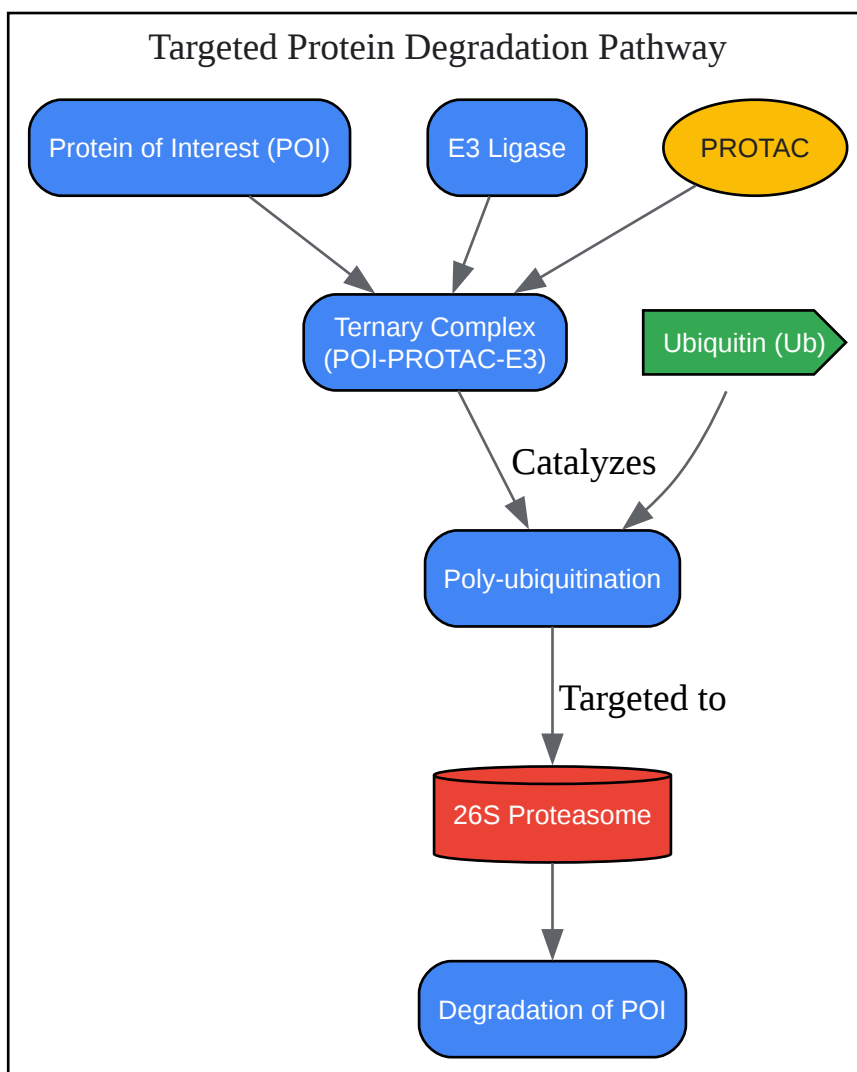 Targeted Protein Degradation Pathway
Protein of Interest (POI)
E3 Ligase
PROTAC
Ternary Complex
(POI-PROTAC-E3)
Ubiquitin (Ub)
Catalyzes
Poly-ubiquitination
Targeted to
26S Proteasome
Degradation of POI